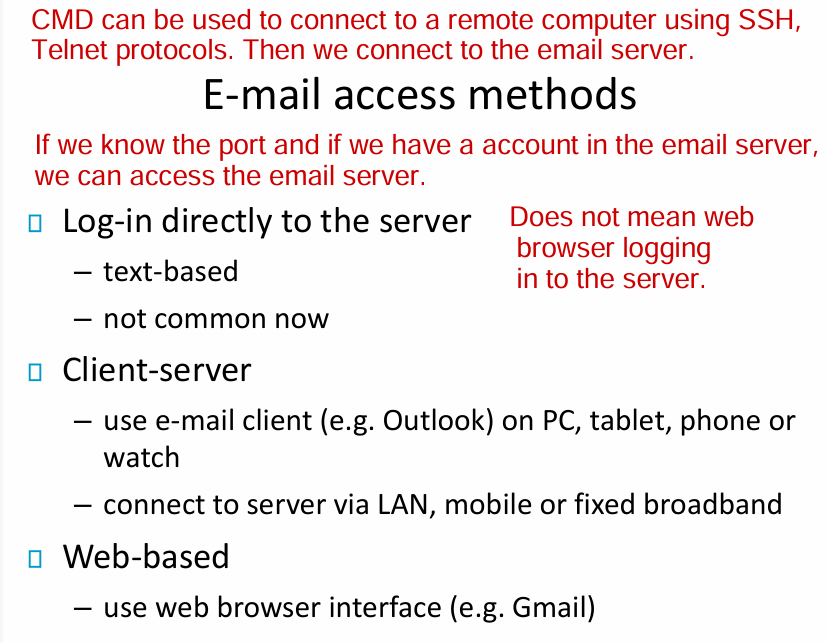 CMD can be used to connect to a remote computer using SSH,
Telnet protocols. Then we connect to the email server.
E-mail access methods
If we know the port and if we have a account in the email server,
we can access the email server.
Log-in directly to the server
Does not mean web
browser logging
in to the server.
– text-based
– not common now
Client-server
– use e-mail client (e.g. Outlook) on PC, tablet, phone or
watch
– connect to server via LAN, mobile or fixed broadband
Web-based
– use web browser interface (e.g. Gmail)